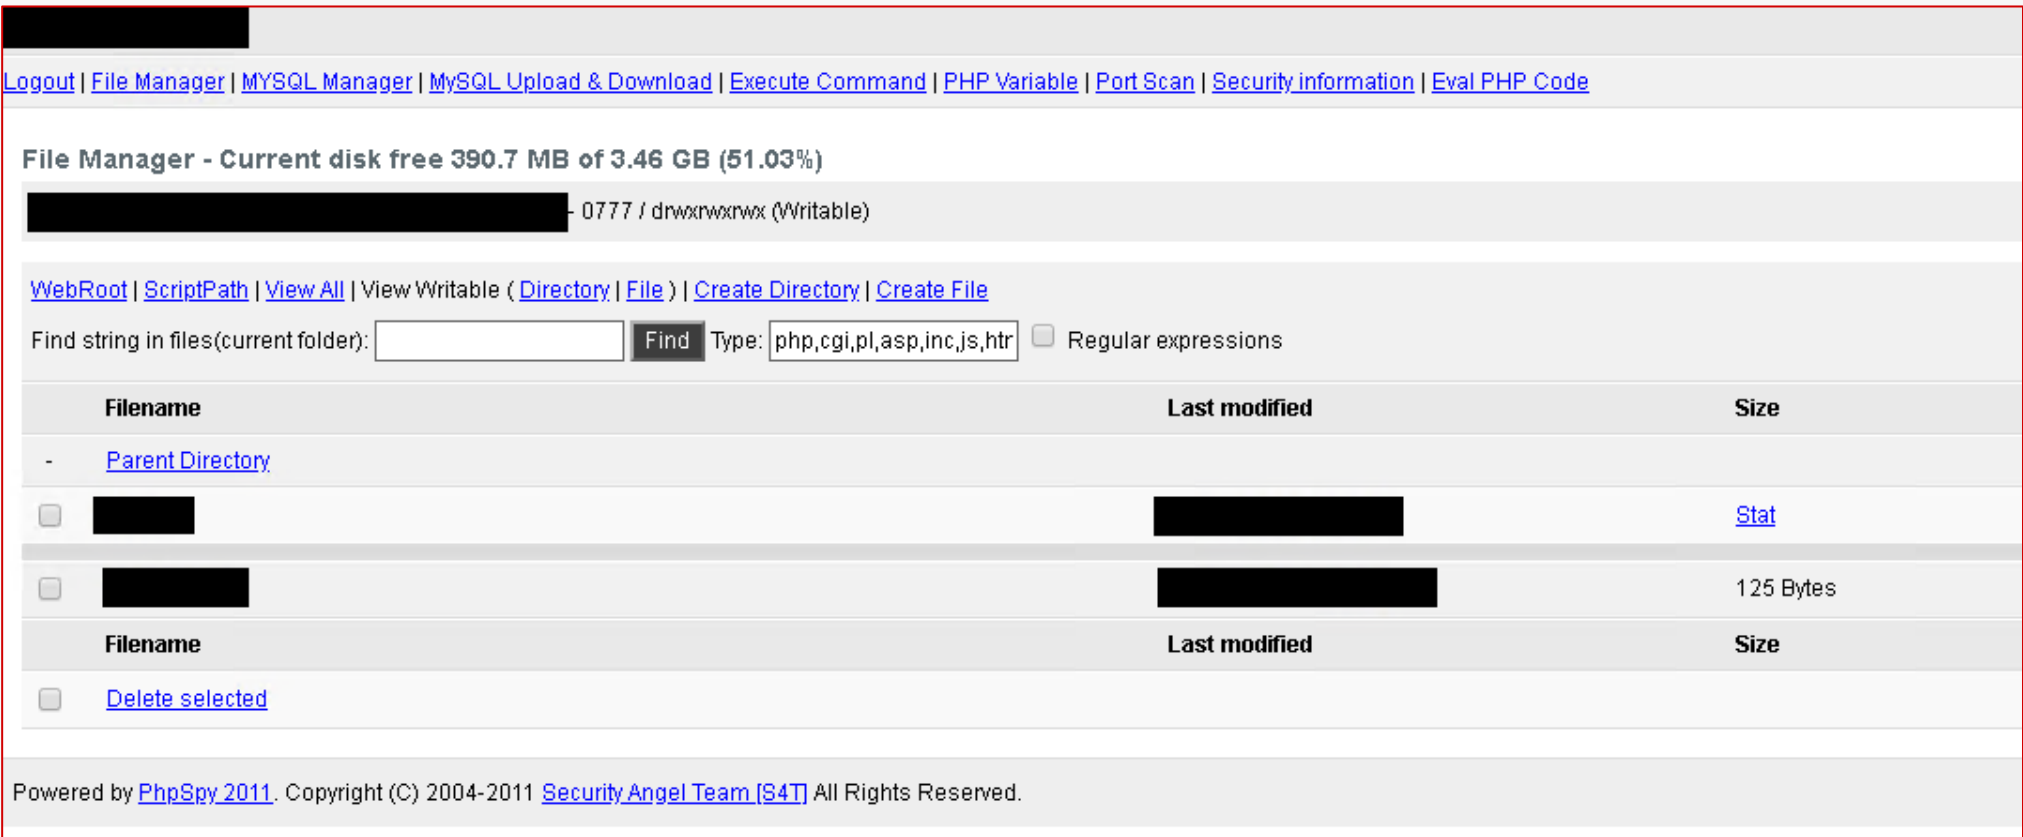 Logout | File Manager | MYSQL Manager | MySQL Upload & Download | Execute Command | PHP Variable | Port Scan | Security information | Eval PHP Code
File Manager - Current disk free 390.7 MB of 3.46 GB (51.03%)
- 0777 / drwxrwxrwx (Writable)
WebRoot | ScriptPath | View All | View Writable ( Directory | File ) | Create Directory | Create File
Find string in files(current folder): Find Type: php,cgi,pl,asp,inc,js,htr Regular expressions
Filename Last modified Size
- Parent Directory
Stat
125 Bytes
Filename Last modified Size
Delete selected
Powered by PhpSpy 2011. Copyright (C) 2004-2011 Security Angel Team [S4T] All Rights Reserved.